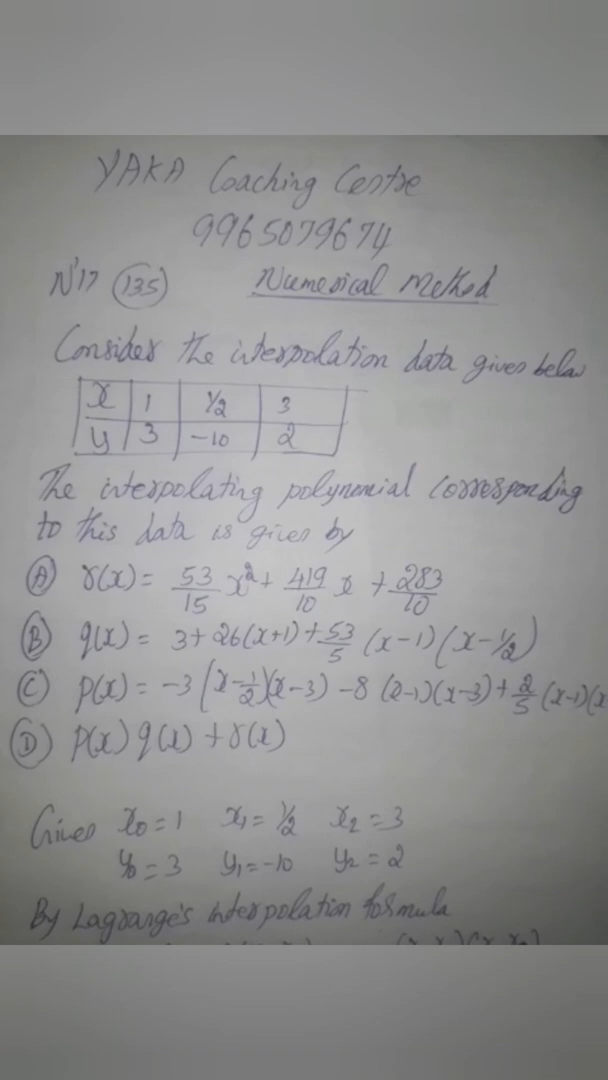 YAKA Coaching Centre
9965079674
N'17 (135) Numerical Method
Consider the interpolation data given below
x | 1 | 1/2 | 3
y | 3 | -10 | 2
The interpolating polynomial corresponding
to this data is given by
(A) r(x) = 53/15 x² + 419/10 x + 283/10
(B) q(x) = 3+26(x+1)+53/5 (x-1)(x-1/2)
(C) p(x) = -3(x-1/2)(x-3) -8(x-1)(x-3)+2/5(x-1)(x
(D) p(x) q(x) + r(x)
Given x₀=1 x₁=1/2 x₂=3
y₀=3 y₁=-10 y₂=2
By Lagrange's interpolation formula